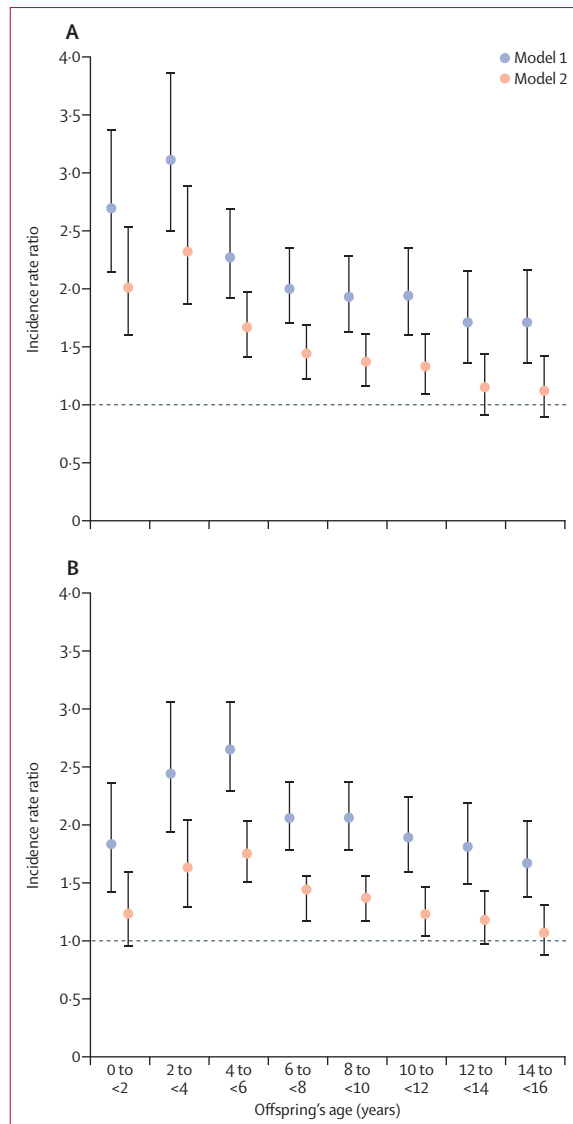 A
4·0
3·5
3·0
2·5
2·0
1·5
1·0
0·5
0
Incidence rate ratio
Model 1
Model 2
B
4·0
3·5
3·0
2·5
2·0
1·5
1·0
0·5
0
Incidence rate ratio
0 to 2 to 4 to 6 to 8 to 10 to 12 to 14 to
<2 <4 <6 <8 <10 <12 <14 <16
Offspring's age (years)